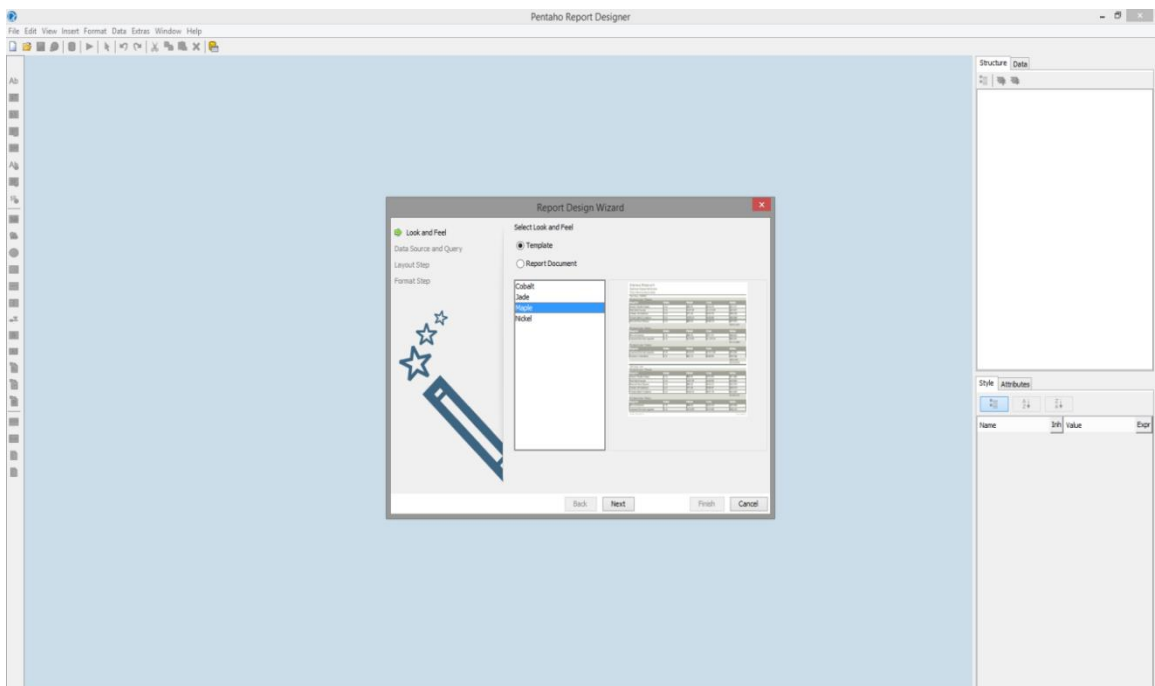 Pentaho Report Designer
File Edit View Insert Format Data Extras Window Help
Structure Data
Ab
Report Design Wizard
Look and Feel
Data Source and Query
Layout Step
Format Step
Select Look and Feel
Template
Report Document
Cobalt
Jade
Maple
Nickel
Back Next Finish Cancel
Style Attributes
Name Inh Value Expr